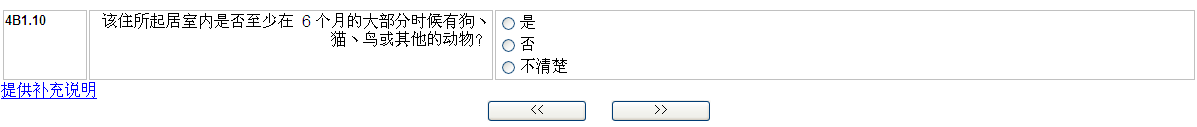 4B1.10
该住所起居室内是否至少在 6 个月的大部分时候有狗、
猫、鸟或其他的动物?
是
否
不清楚
提供补充说明
<<
>>